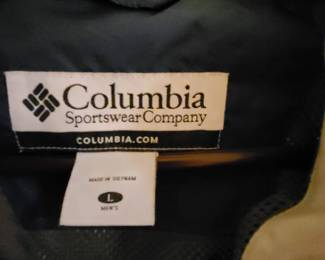 Columbia
Sportswear Company
COLUMBIA.COM
MADE IN VIETNAM
L
MEN'S